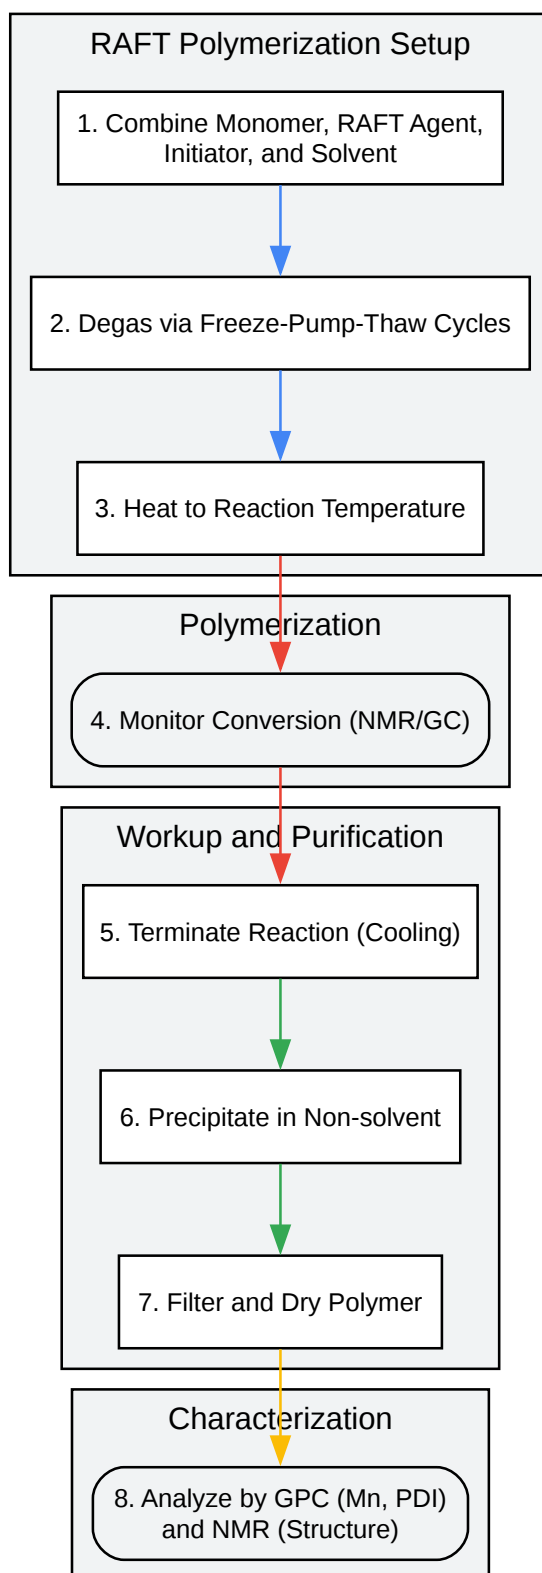 RAFT Polymerization Setup
1. Combine Monomer, RAFT Agent,
Initiator, and Solvent
2. Degas via Freeze-Pump-Thaw Cycles
3. Heat to Reaction Temperature
Polymerization
4. Monitor Conversion (NMR/GC)
Workup and Purification
5. Terminate Reaction (Cooling)
6. Precipitate in Non-solvent
7. Filter and Dry Polymer
Characterization
8. Analyze by GPC (Mn, PDI)
and NMR (Structure)